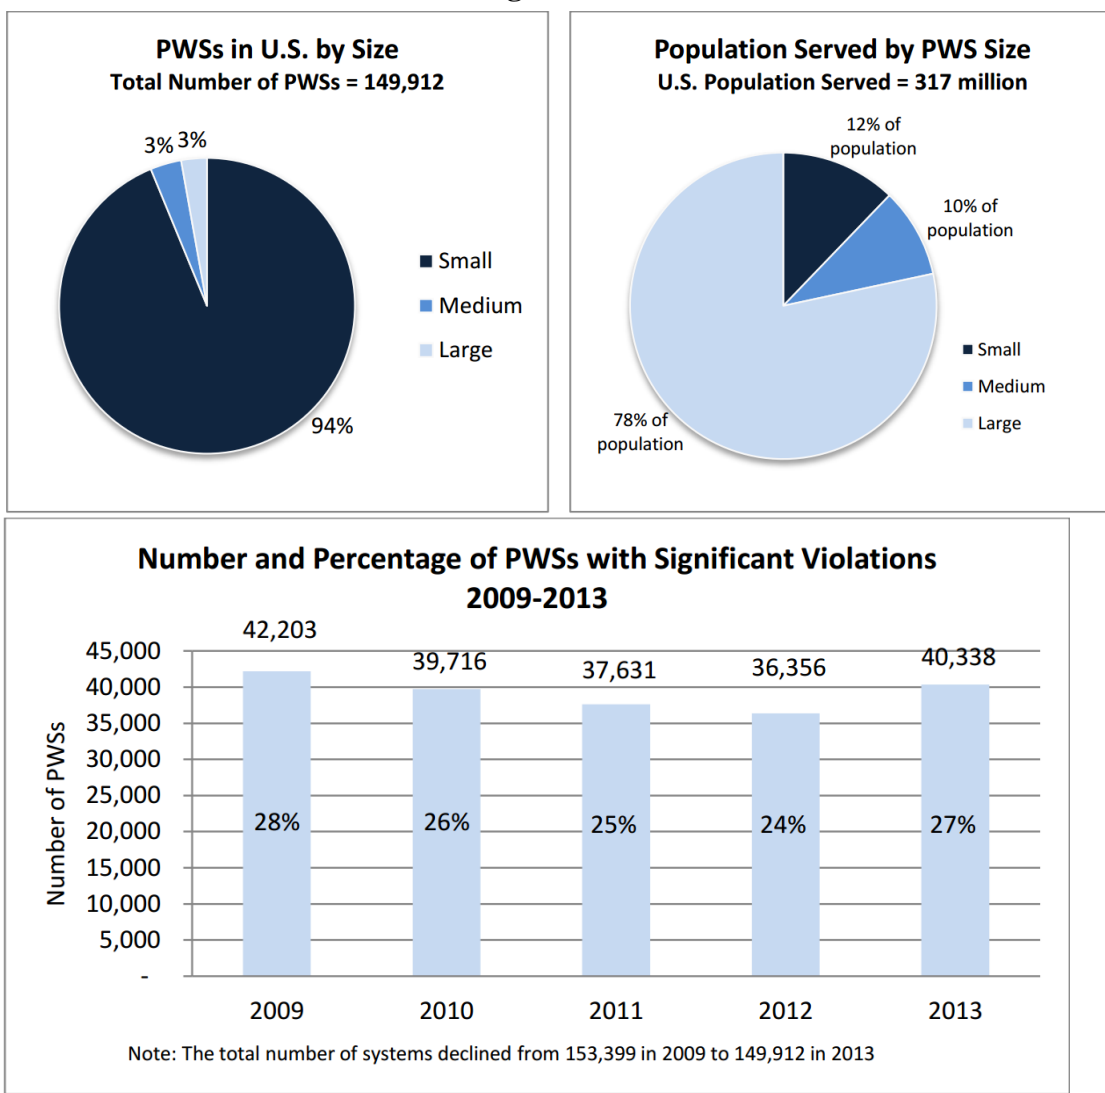 PWSs in U.S. by Size
Total Number of PWSs = 149,912
3% 3%
Small
Medium
Large
94%
Population Served by PWS Size
U.S. Population Served = 317 million
12% of
population
10% of
population
Small
Medium
Large
78% of
population
Number and Percentage of PWSs with Significant Violations
2009-2013
Number of PWSs
45,000
40,000
35,000
30,000
25,000
20,000
15,000
10,000
5,000
-
42,203
39,716
37,631
36,356
40,338
28%
26%
25%
24%
27%
2009
2010
2011
2012
2013
Note: The total number of systems declined from 153,399 in 2009 to 149,912 in 2013